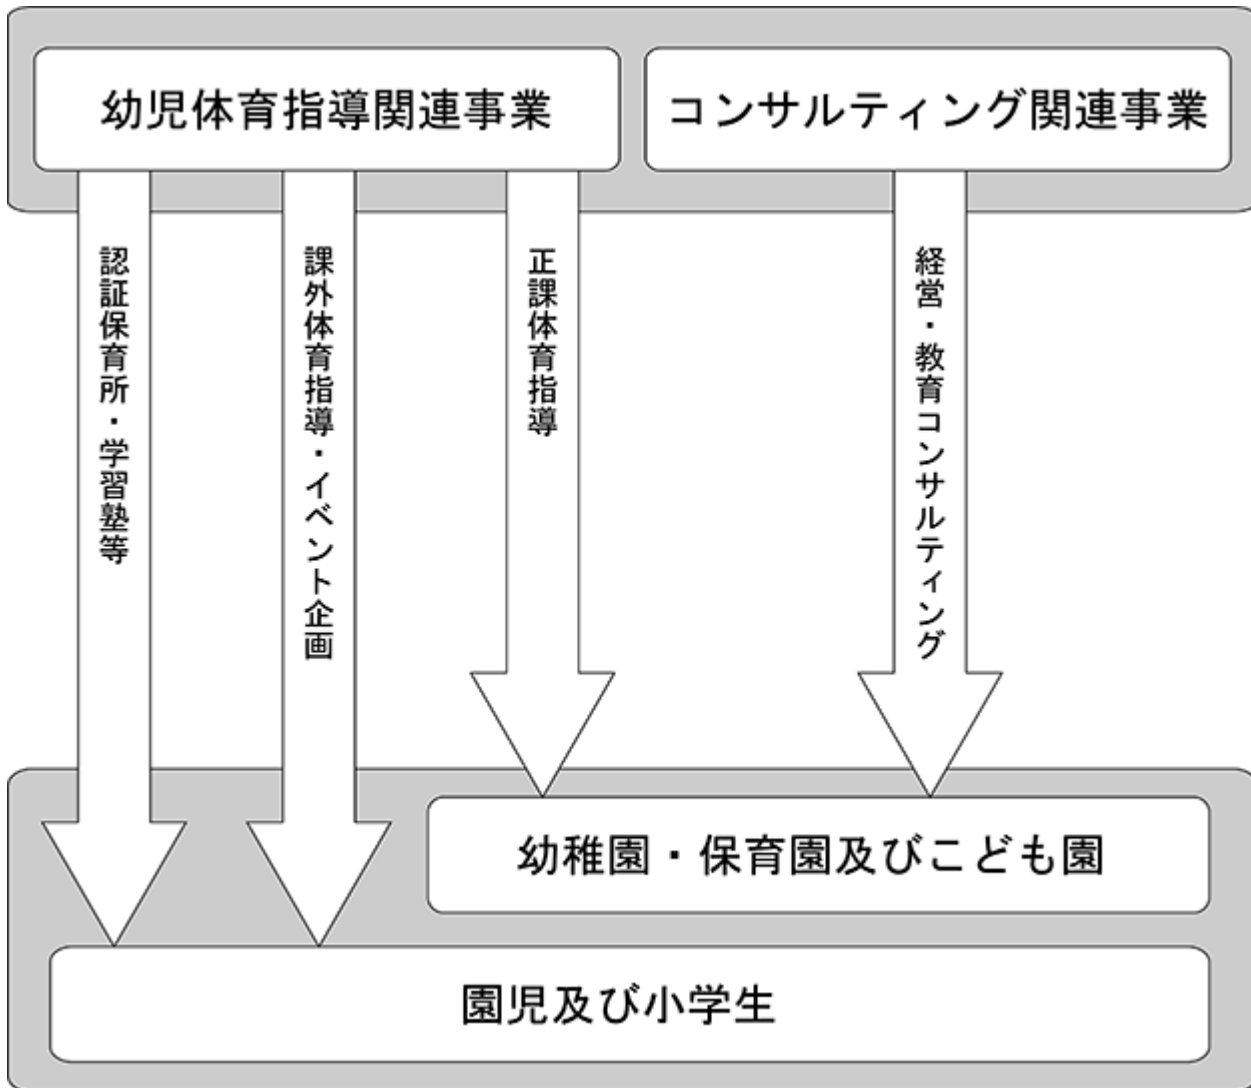 幼児体育指導関連事業
コンサルティング関連事業
認証保育所・学習塾等
課外体育指導・イベント企画
正課体育指導
経営・教育コンサルティング
幼稚園・保育園及びこども園
園児及び小学生